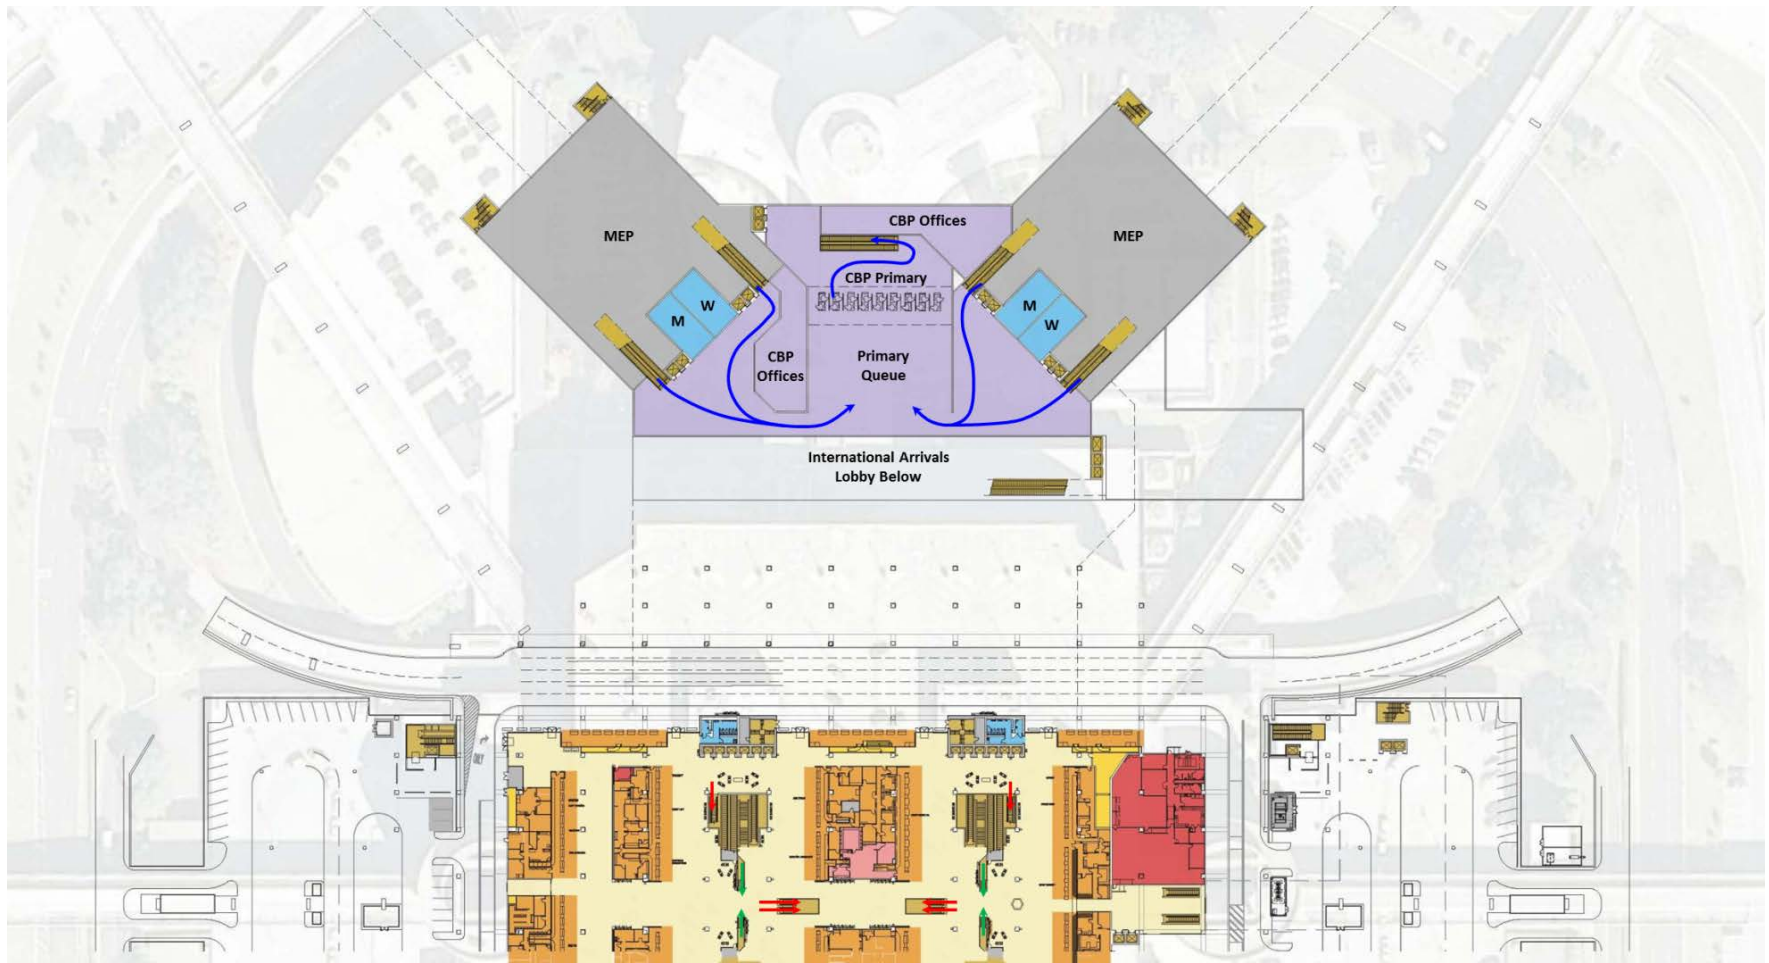 CBP Offices
MEP
MEP
CBP Primary
W
M
M
W
CBP
Offices
Primary
Queue
International Arrivals
Lobby Below